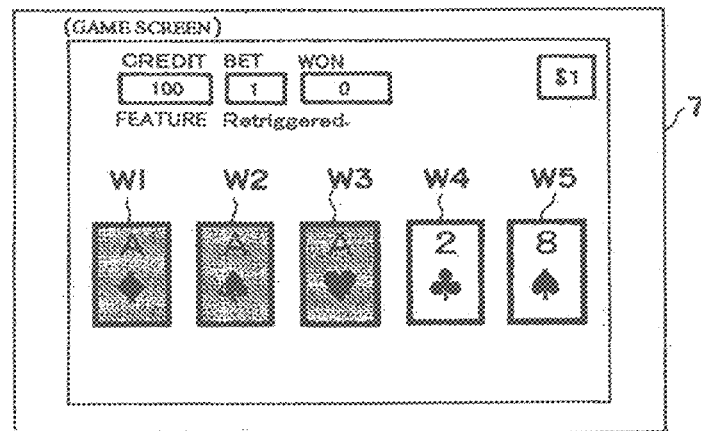 (GAME SCREEN)
CREDIT BET WON
100 1 0 $1
FEATURE Retriggered.
7
W1 W2 W3 W4 W5
A A A 2 8